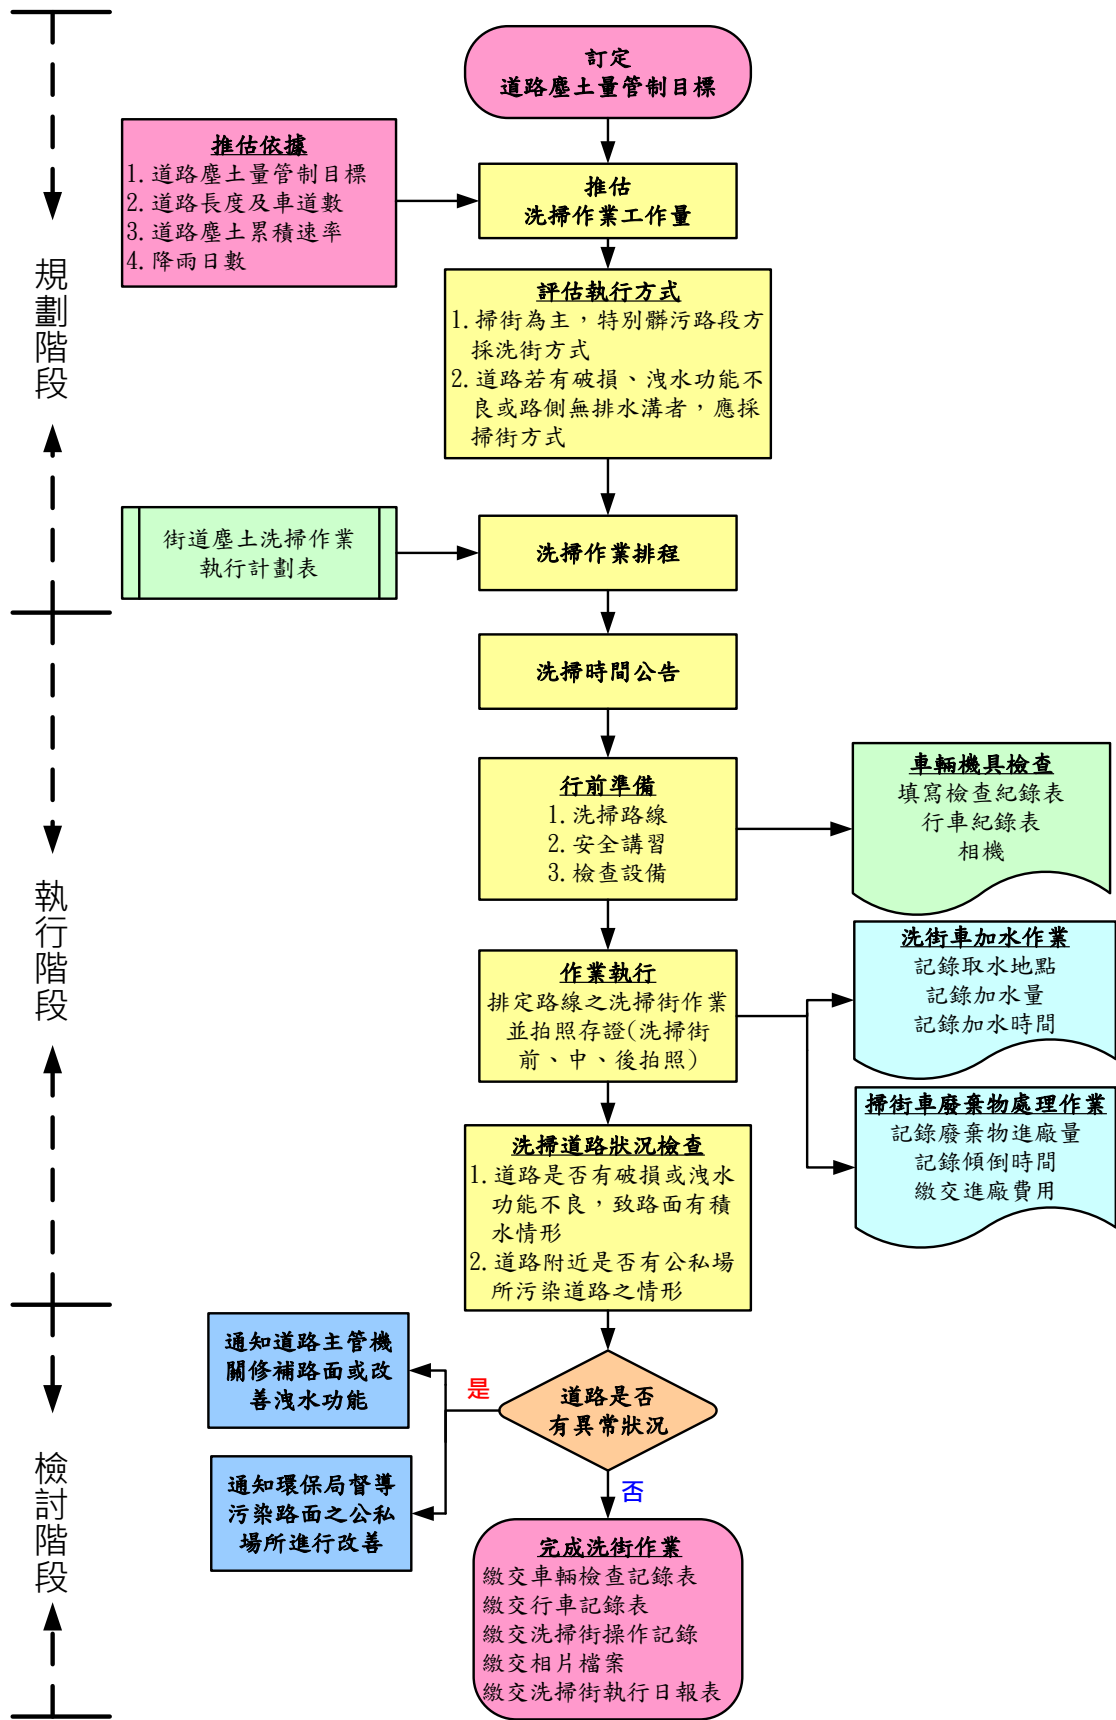 訂定
道路塵土量管制目標
推估依據
1. 道路塵土量管制目標
2. 道路長度及車道數
3. 道路塵土累積速率
4. 降雨日數
推估
洗掃作業工作量
規劃階段
評估執行方式
1. 掃街為主，特別髒污路段方
採洗街方式
2. 道路若有破損、洩水功能不
良或路側無排水溝者，應採
掃街方式
街道塵土洗掃作業
執行計劃表
洗掃作業排程
洗掃時間公告
行前準備
1. 洗掃路線
2. 安全講習
3. 檢查設備
車輛機具檢查
填寫檢查紀錄表
行車紀錄表
相機
執行階段
作業執行
排定路線之洗掃街作業
並拍照存證(洗掃街
前、中、後拍照)
洗街車加水作業
記錄取水地點
記錄加水量
記錄加水時間
掃街車廢棄物處理作業
記錄廢棄物進廠量
記錄傾倒時間
繳交進廠費用
洗掃道路狀況檢查
1. 道路是否有破損或洩水
功能不良，致路面有積
水情形
2. 道路附近是否有公私場
所污染道路之情形
通知道路主管機
關修補路面或改
善洩水功能
是
道路是否
有異常狀況
通知環保局督導
污染路面之公私
場所進行改善
否
檢討階段
完成洗街作業
繳交車輛檢查記錄表
繳交行車記錄表
繳交洗掃街操作記錄
繳交相片檔案
繳交洗掃街執行日報表